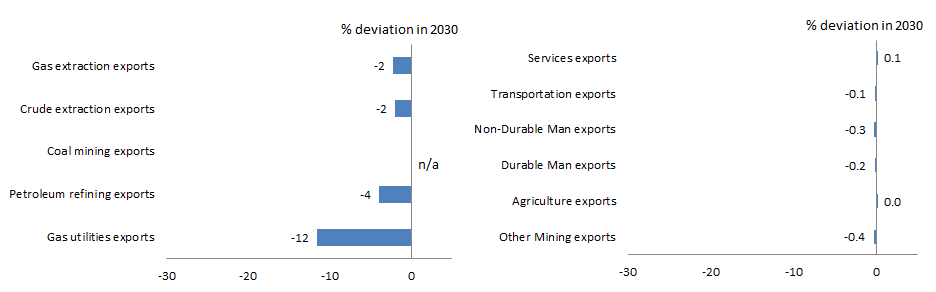 % deviation in 2030
Gas extraction exports -2
Crude extraction exports -2
Coal mining exports n/a
Petroleum refining exports -4
Gas utilities exports -12
-30 -20 -10 0
% deviation in 2030
Services exports 0.1
Transportation exports -0.1
Non-Durable Man exports -0.3
Durable Man exports -0.2
Agriculture exports 0.0
Other Mining exports -0.4
-30 -20 -10 0